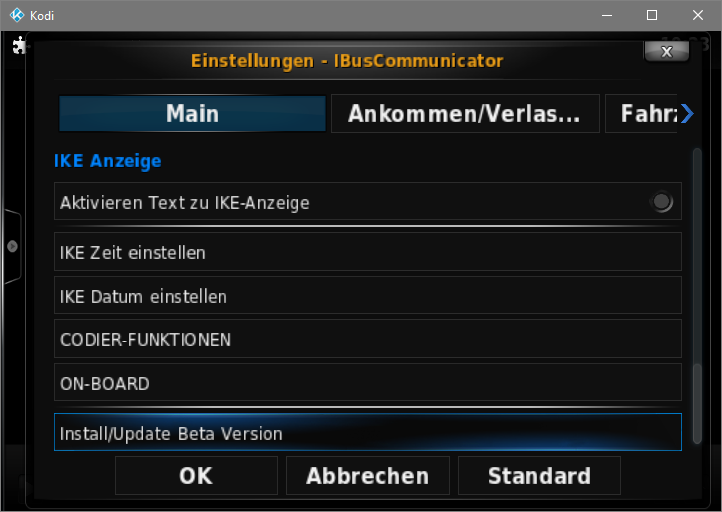 Kodi
Einstellungen - IBusCommunicator
Main
Ankommen/Verlas...
Fahrz
IKE Anzeige
Aktivieren Text zu IKE-Anzeige
IKE Zeit einstellen
IKE Datum einstellen
CODIER-FUNKTIONEN
ON-BOARD
Install/Update Beta Version
OK
Abbrechen
Standard